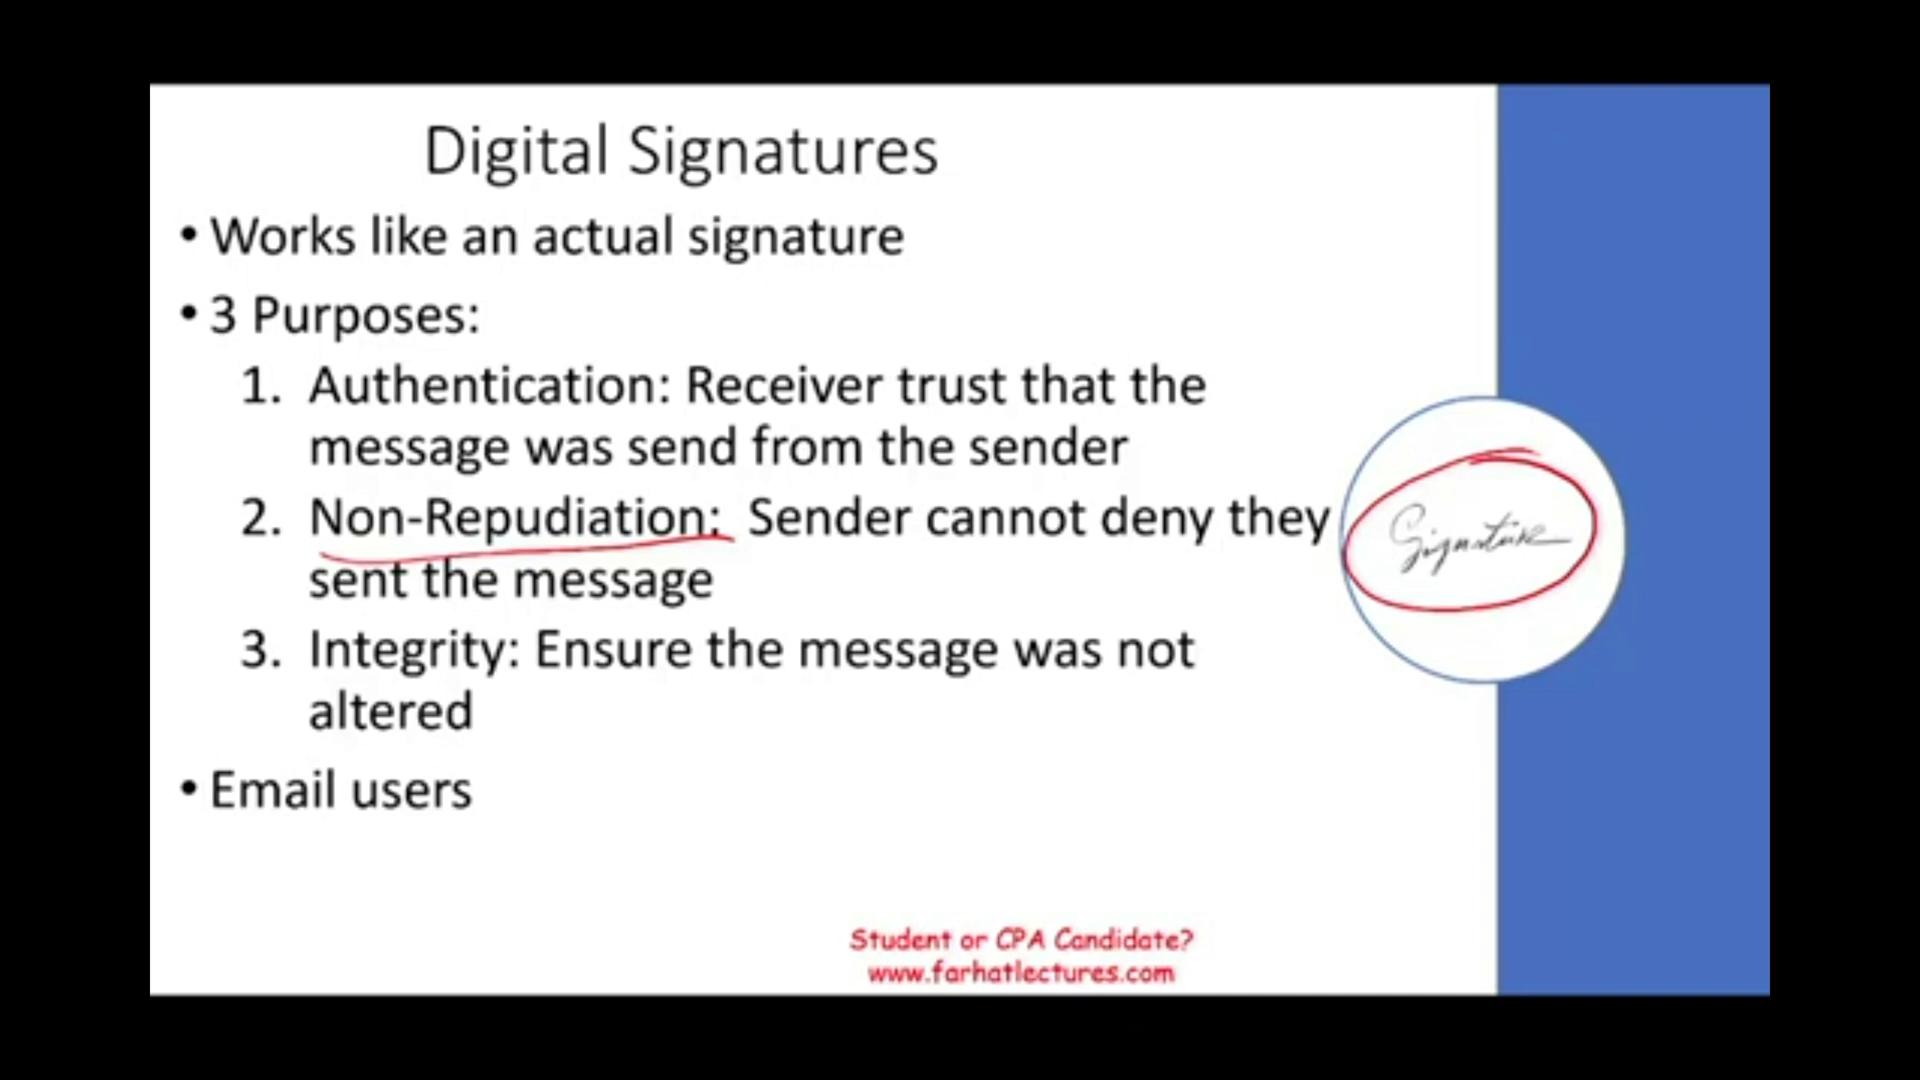 Digital Signatures
• Works like an actual signature
• 3 Purposes:
1. Authentication: Receiver trust that the
message was send from the sender
2. Non-Repudiation: Sender cannot deny they
sent the message
Signature
3. Integrity: Ensure the message was not
altered
• Email users
Student or CPA Candidate?
www.farhatlectures.com